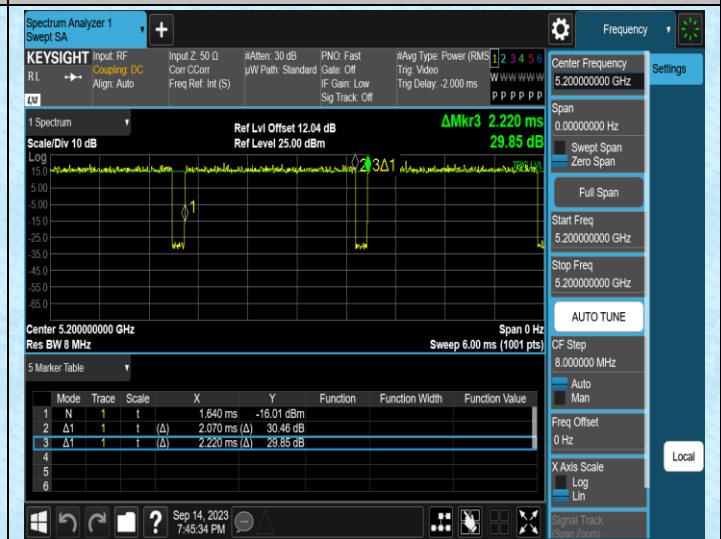 Spectrum Analyzer 1
Swept SA
+
Frequency
KEYSIGHT
RL
LXI
Input: RF
Coupling: DC
Align: Auto
Input Z: 50 Ω
Corr CCorr
Freq Ref: Int (S)
#Atten: 30 dB
µW Path: Standard
PNO: Fast
Gate: Off
IF Gain: Low
Sig Track: Off
#Avg Type: Power (RMS
Trig: Video
Trig Delay: -2.000 ms
1 2 3 4 5 6
W W W W W W
P P P P P P
1 Spectrum
Scale/Div 10 dB
Log
Ref Lvl Offset 12.04 dB
Ref Level 25.00 dBm
ΔMkr3 2.220 ms
29.85 dB
15.0
5.00
-5.00
-15.0
-25.0
-35.0
-45.0
-55.0
-65.0
1
2
3Δ1
TRIG LVL
Center 5.200000000 GHz
Res BW 8 MHz
Span 0 Hz
Sweep 6.00 ms (1001 pts)
5 Marker Table
Mode Trace Scale X Y Function Function Width Function Value
1 N 1 t 1.640 ms -16.01 dBm
2 Δ1 1 t (Δ) 2.070 ms (Δ) 30.46 dB
3 Δ1 1 t (Δ) 2.220 ms (Δ) 29.85 dB
4
5
6
?
Sep 14, 2023
7:45:34 PM
Center Frequency
5.200000000 GHz
Span
0.00000000 Hz
Swept Span
Zero Span
Full Span
Start Freq
5.200000000 GHz
Stop Freq
5.200000000 GHz
AUTO TUNE
CF Step
8.000000 MHz
Auto
Man
Freq Offset
0 Hz
X Axis Scale
Log
Lin
Signal Track
(Span Zoom)
Settings
Local